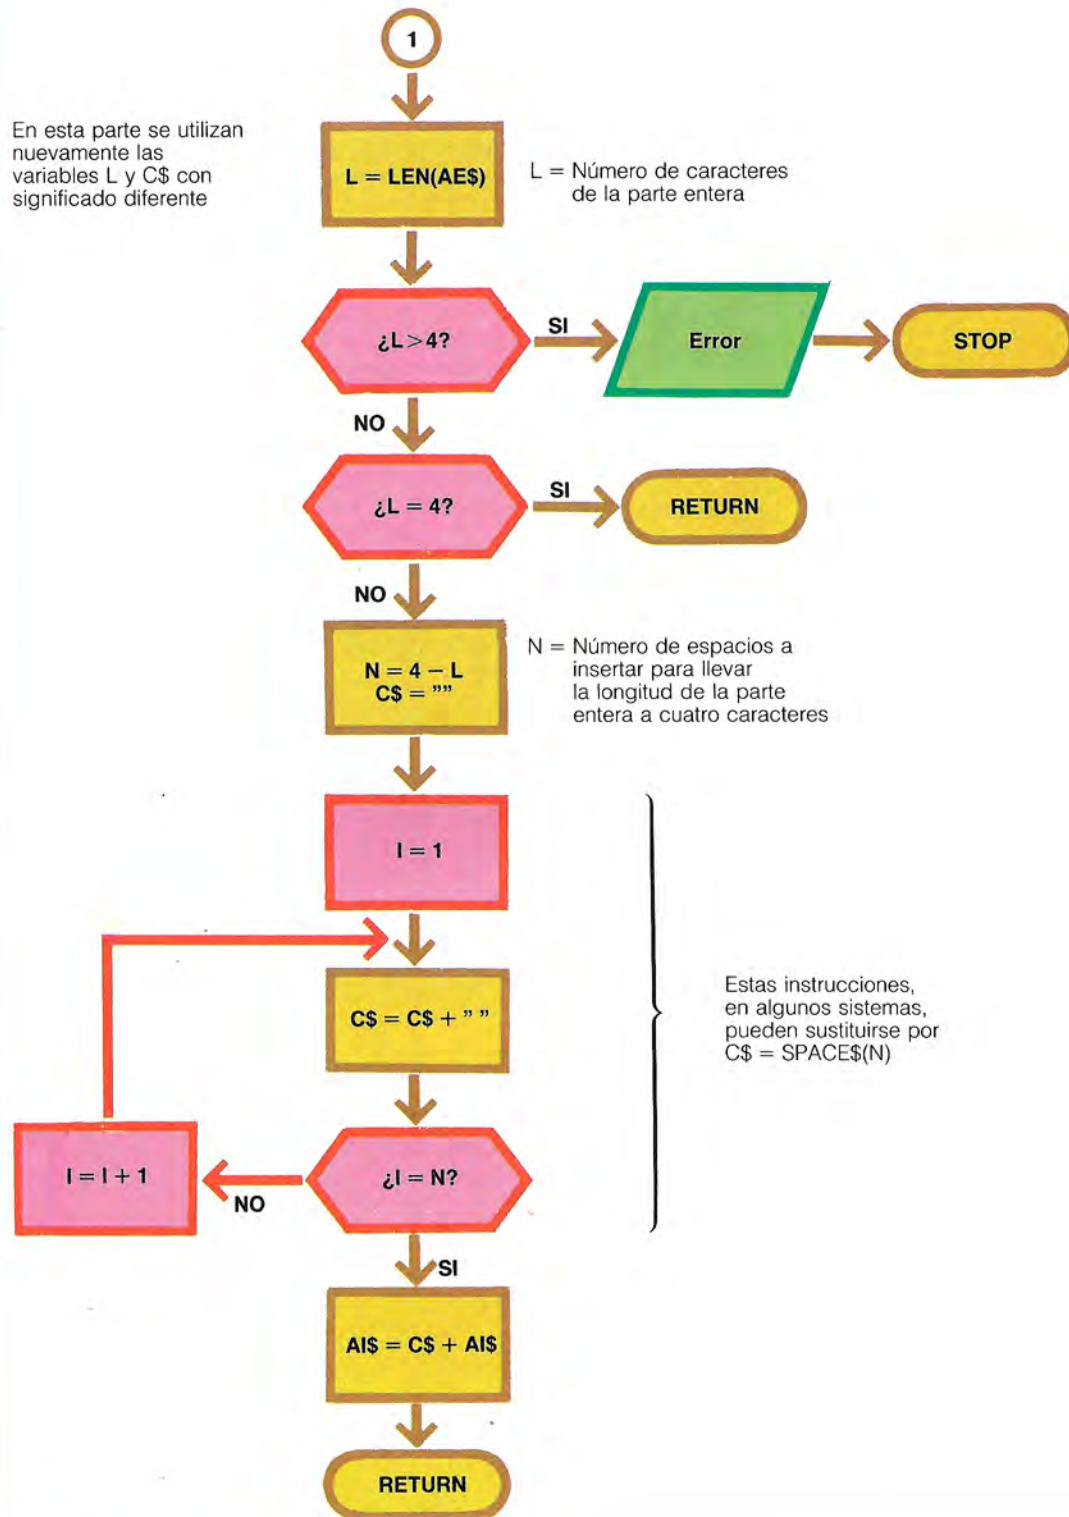 1
En esta parte se utilizan
nuevamente las
variables L y C$ con
significado diferente
L = LEN(AE$)
L = Número de caracteres
de la parte entera
¿L>4?
SI
Error
STOP
NO
¿L = 4?
SI
RETURN
NO
N = 4 – L
C$ = ””
N = Número de espacios a
insertar para llevar
la longitud de la parte
entera a cuatro caracteres
I = 1
C$ = C$ + ” ”
Estas instrucciones,
en algunos sistemas,
pueden sustituirse por
C$ = SPACE$(N)
I = I + 1
NO
¿I = N?
SI
AI$ = C$ + AI$
RETURN